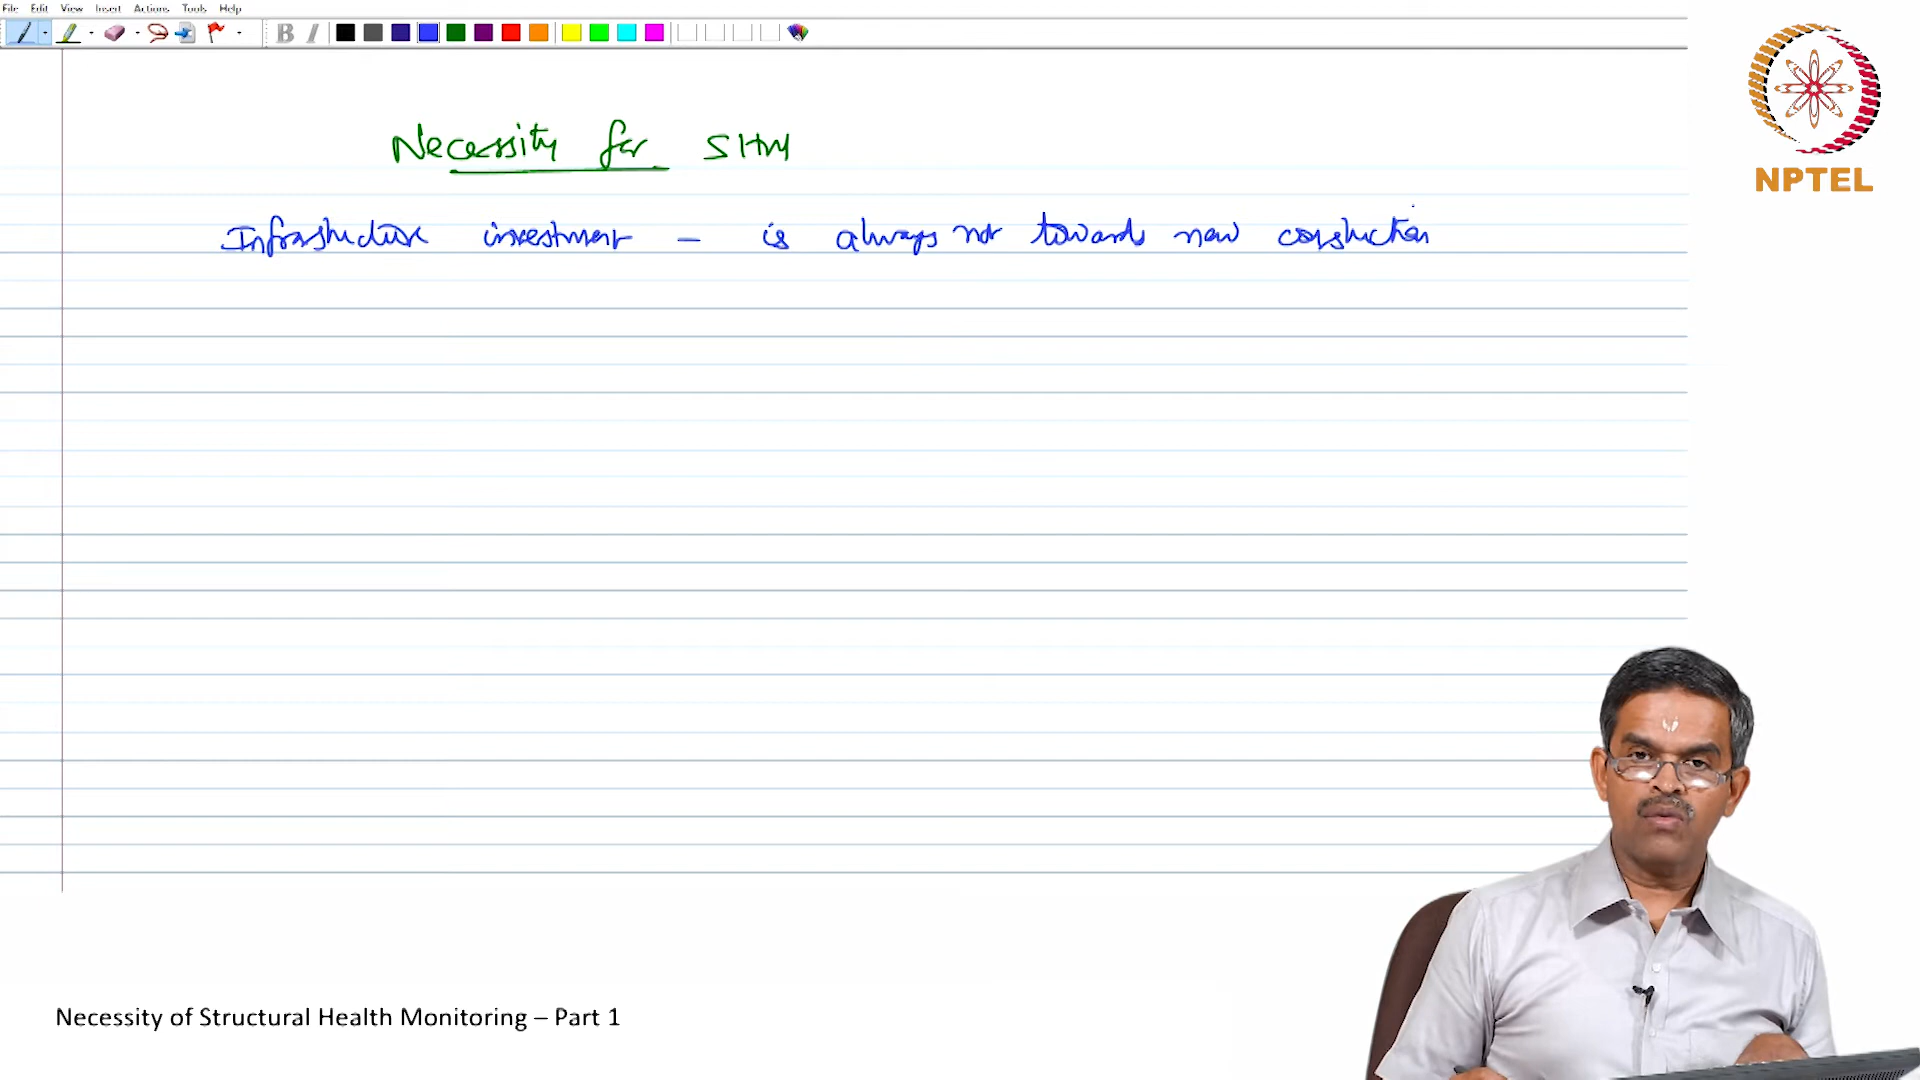 File Edit View Insert Actions Tools Help
B I
NPTEL
Necessity for SHM
Infrastructure investment – is always not towards new construction
Necessity of Structural Health Monitoring – Part 1